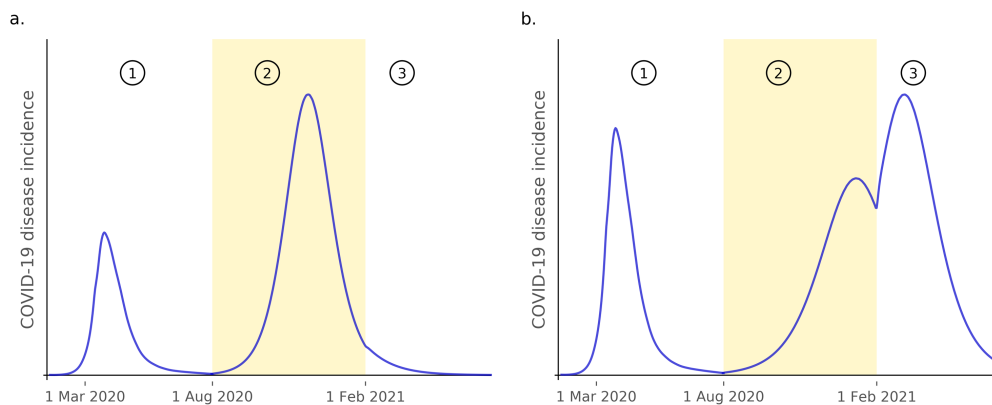 a.
COVID-19 disease incidence
1
2
3
1 Mar 2020
1 Aug 2020
1 Feb 2021
b.
COVID-19 disease incidence
1
2
3
1 Mar 2020
1 Aug 2020
1 Feb 2021